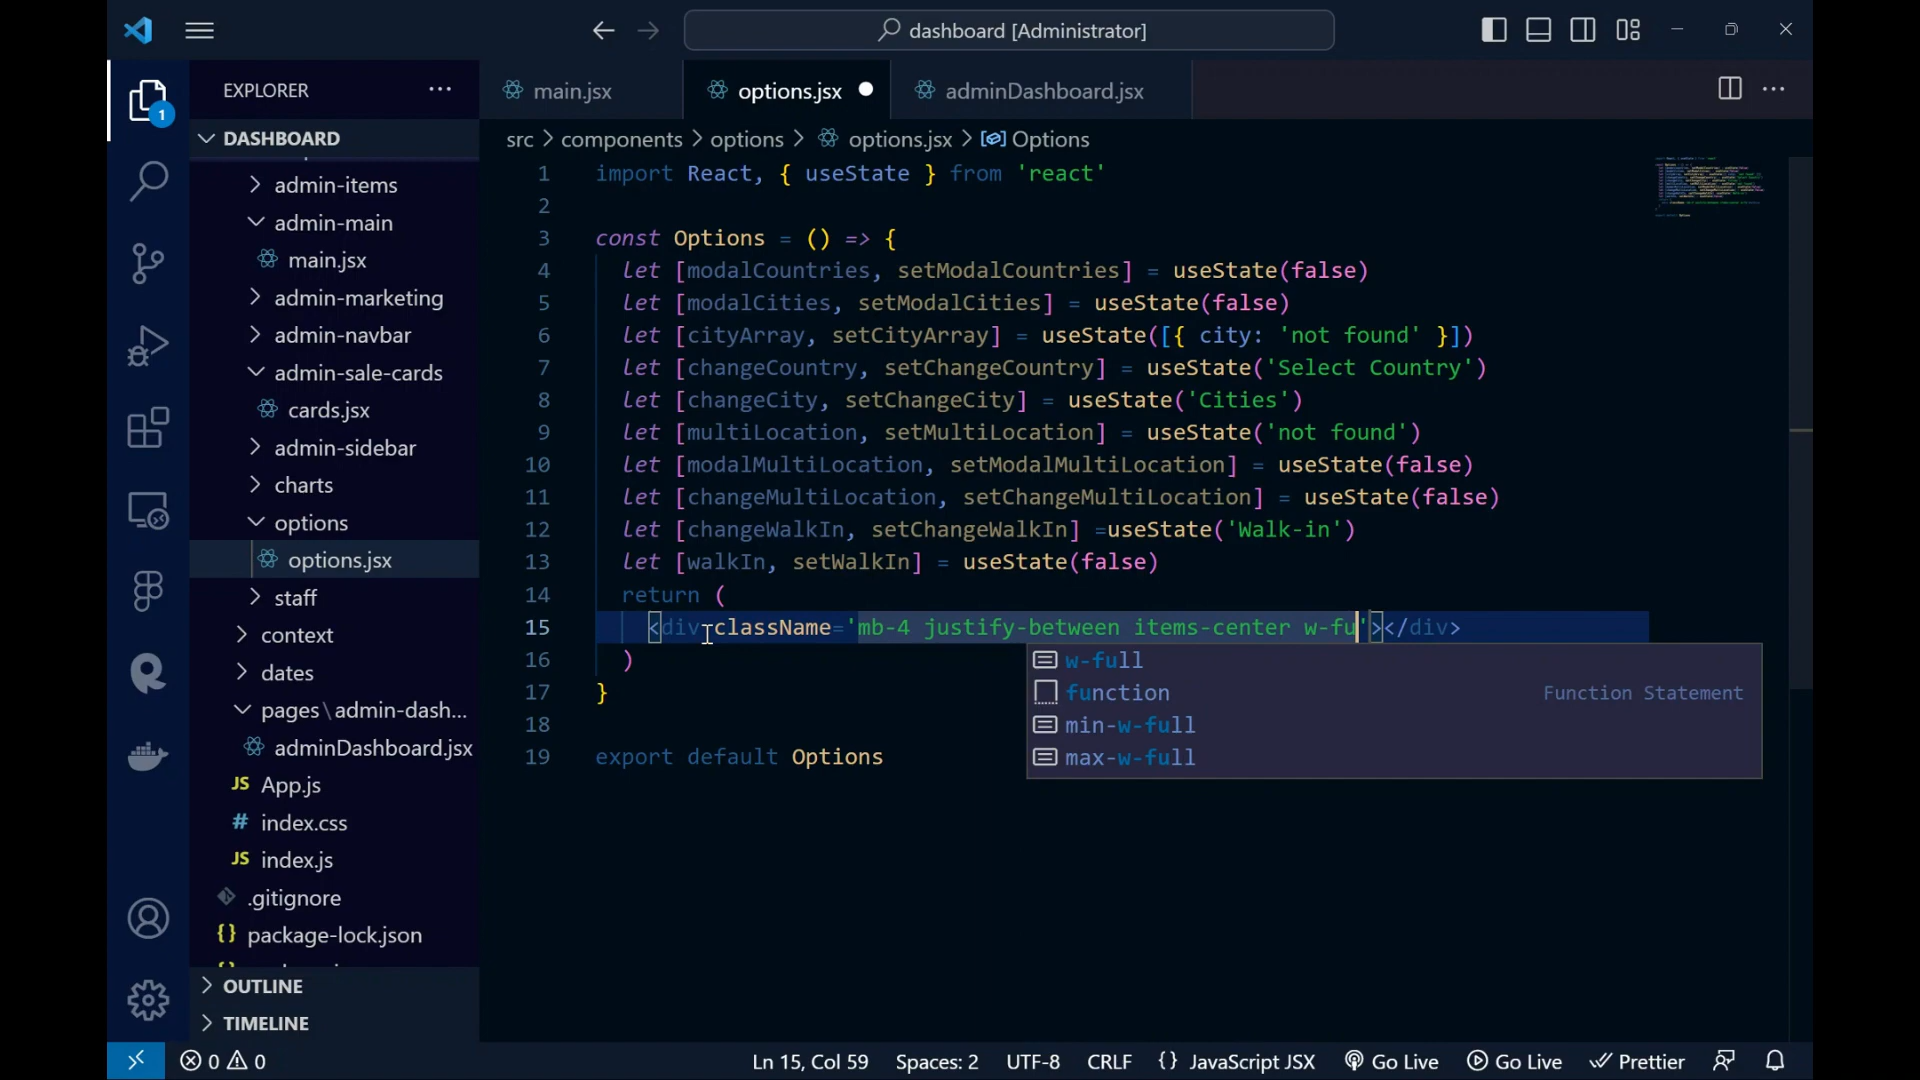 dashboard [Administrator]
1
EXPLORER
DASHBOARD
admin-items
admin-main
main.jsx
admin-marketing
admin-navbar
admin-sale-cards
cards.jsx
admin-sidebar
charts
options
options.jsx
staff
context
dates
pages\admin-dash...
adminDashboard.jsx
JS App.js
# index.css
JS index.js
.gitignore
{} package-lock.json
OUTLINE
TIMELINE
main.jsx options.jsx adminDashboard.jsx
src > components > options > options.jsx > Options
1 import React, { useState } from 'react'
2
3 const Options = () => {
4 let [modalCountries, setModalCountries] = useState(false)
5 let [modalCities, setModalCities] = useState(false)
6 let [cityArray, setCityArray] = useState([{ city: 'not found' }])
7 let [changeCountry, setChangeCountry] = useState('Select Country')
8 let [changeCity, setChangeCity] = useState('Cities')
9 let [multiLocation, setMultiLocation] = useState('not found')
10 let [modalMultiLocation, setModalMultiLocation] = useState(false)
11 let [changeMultiLocation, setChangeMultiLocation] = useState(false)
12 let [changeWalkIn, setChangeWalkIn] =useState('Walk-in')
13 let [walkIn, setWalkIn] = useState(false)
14 return (
15 <div className='mb-4 justify-between items-center w-fu'></div>
16 )
17 }
18
19 export default Options
w-full
function Function Statement
min-w-full
max-w-full
0 0 Ln 15, Col 59 Spaces: 2 UTF-8 CRLF {} JavaScript JSX Go Live Go Live Prettier